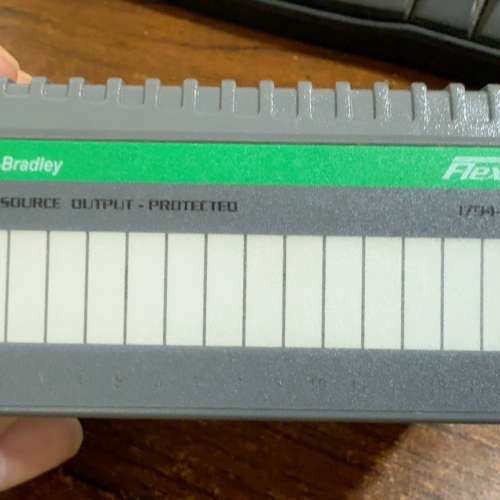 Bradley
Flex
SOURCE OUTPUT - PROTECTED
1794-